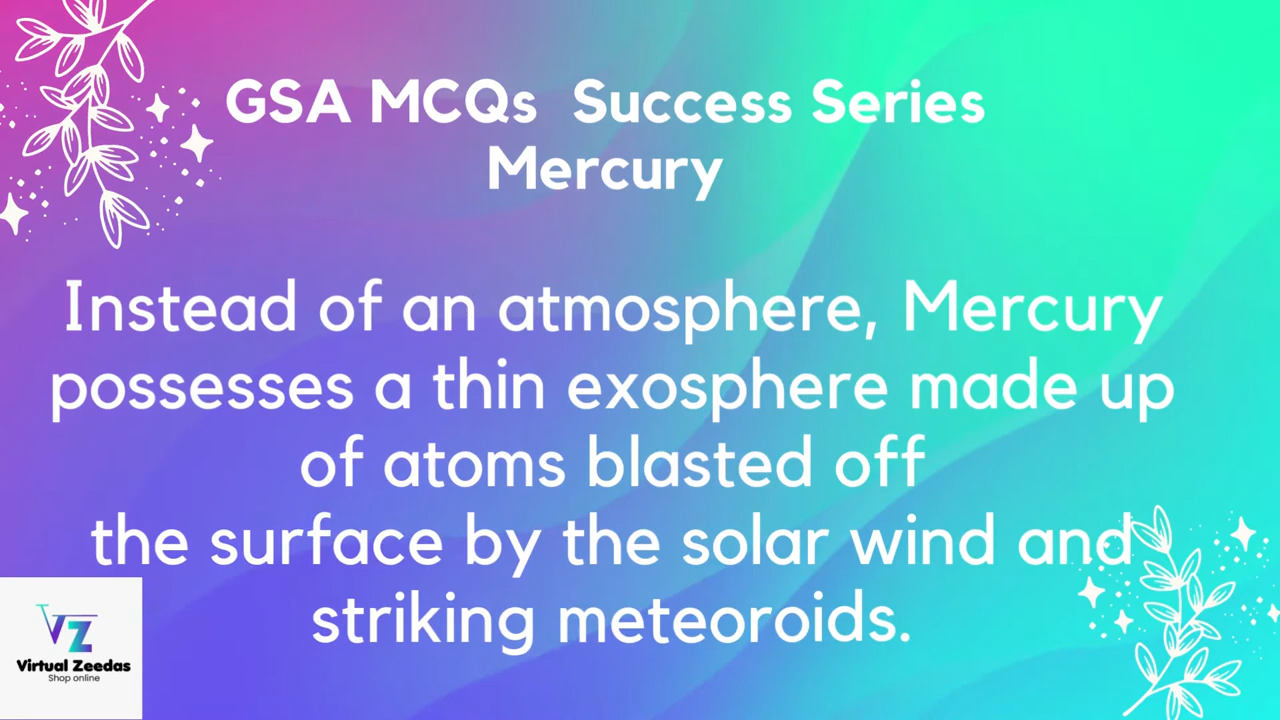 GSA MCQs  Success Series
Mercury
Instead of an atmosphere, Mercury
possesses a thin exosphere made up
of atoms blasted off
the surface by the solar wind and
striking meteoroids.
VZ
Virtual Zeedas
Shop online